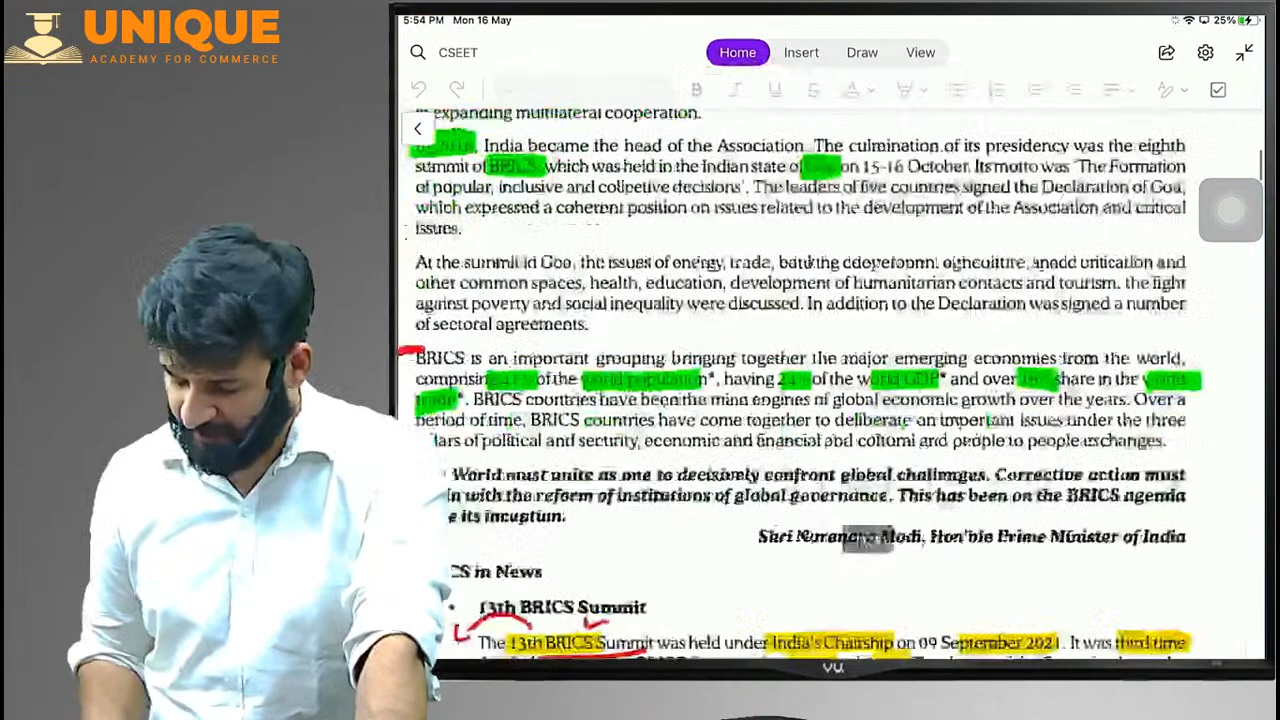 UNIQUE
ACADEMY FOR COMMERCE
5:54 PM Mon 16 May
25%
CSEET
Home
Insert
Draw
View
expanding multilateral cooperation.
India became the head of the Association. The culmination of its presidency was the eighth
summit of BRICS, which was held in the Indian state of on 15-16 October. Its motto was 'The Formation
of popular, inclusive and decisions'. The leaders of five countries signed the Declaration of Goa,
which expressed a coherent position on issues related to the development of the Association and critical
issues.
At the summit the issues of energy, trade, and
other common spaces, health, education, development of humanitarian contacts and tourism. the fight
against poverty and social inequality were discussed. In addition to the Declaration was signed a number
of sectoral agreements.
BRICS is an important grouping bringing together the major emerging economies from the world,
comprising of the world population*, having 24% of the world GDP* and over share in the world
trade*. BRICS countries have been the main engines of global economic growth over the years. Over a
period of time, BRICS countries have come together to deliberate on important issues under the three
of political and security, economic and financial and and people to people exchanges.
World must unite as one to decisively confront global challenges. Corrective action must
with the reform of institutions of global governance. This has been on the BRICS agenda
its
Shri Modi, Hon'ble Prime Minister of India
CS in News
• 13th BRICS Summit
The 13th BRICS Summit was held under India's Chairship on 09 September 2021. It was third time
vu